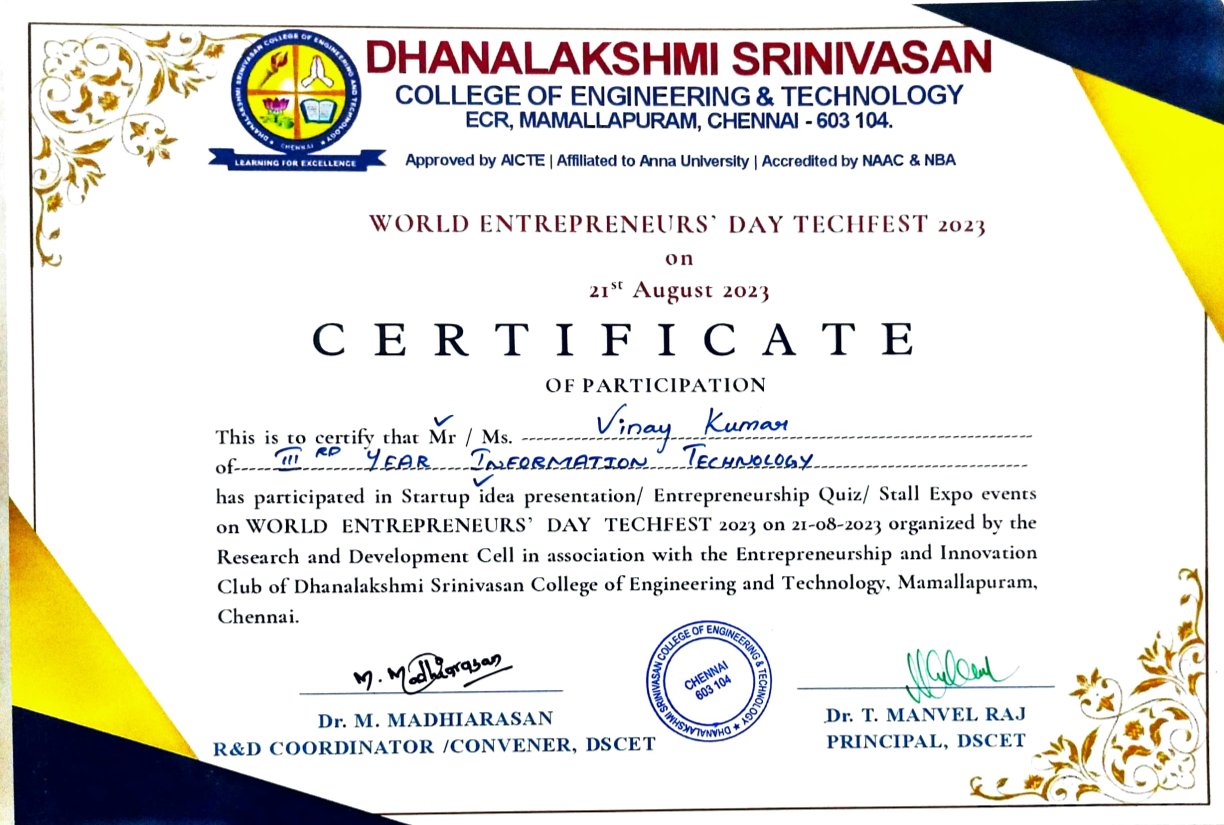 DHANALAKSHMI SRINIVASAN COLLEGE OF ENGINEERING AND TECHNOLOGY
CHENNAI
LEARNING FOR EXCELLENCE
DHANALAKSHMI SRINIVASAN
COLLEGE OF ENGINEERING & TECHNOLOGY
ECR, MAMALLAPURAM, CHENNAI - 603 104.
Approved by AICTE | Affiliated to Anna University | Accredited by NAAC & NBA
WORLD ENTREPRENEURS' DAY TECHFEST 2023
on
21st August 2023
CERTIFICATE
OF PARTICIPATION
This is to certify that Mr / Ms. Vinay Kumar
of III RD YEAR INFORMATION TECHNOLOGY
has participated in Startup idea presentation/ Entrepreneurship Quiz/ Stall Expo events
on WORLD ENTREPRENEURS' DAY TECHFEST 2023 on 21-08-2023 organized by the
Research and Development Cell in association with the Entrepreneurship and Innovation
Club of Dhanalakshmi Srinivasan College of Engineering and Technology, Mamallapuram,
Chennai.
M. Madhiarasan
DHANALAKSHMI SRINIVASAN COLLEGE OF ENGINEERING & TECHNOLOGY
CHENNAI
603 104
Dr. M. MADHIARASAN
R&D COORDINATOR /CONVENER, DSCET
Dr. T. MANVEL RAJ
PRINCIPAL, DSCET